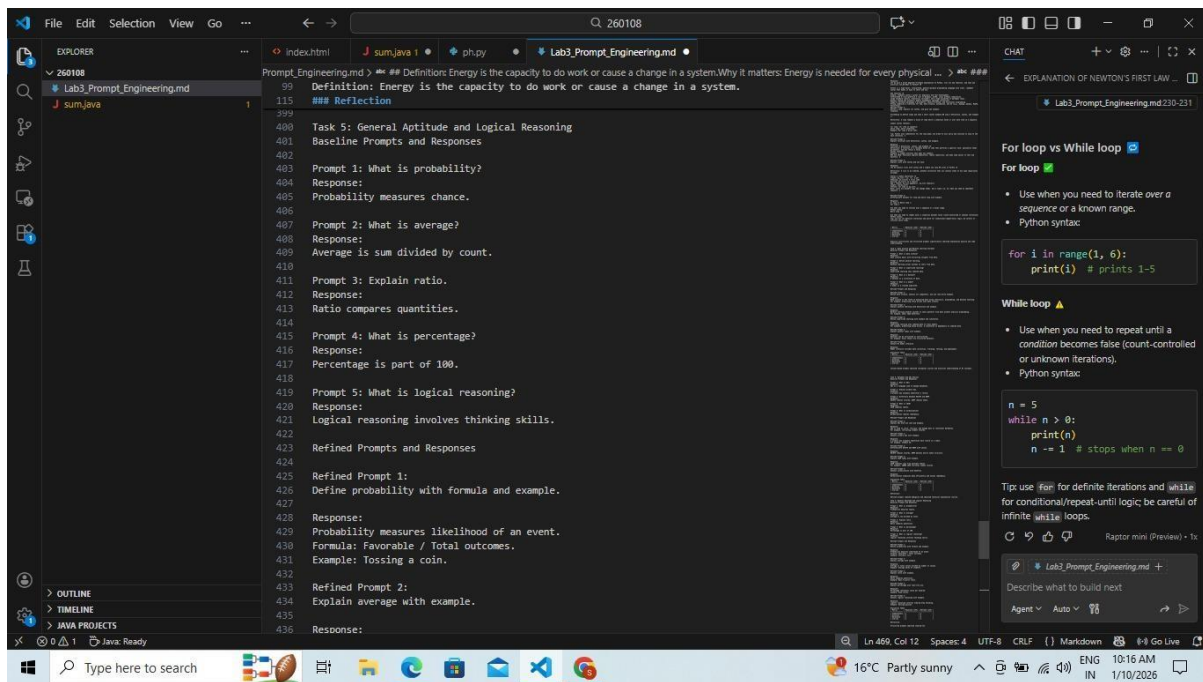 File Edit Selection View Go ··· 260108
EXPLORER
260108
Lab3_Prompt_Engineering.md
sum.java 1
OUTLINE
TIMELINE
JAVA PROJECTS
index.html sum.java 1 ph.py Lab3_Prompt_Engineering.md
Prompt_Engineering.md > ## Definition: Energy is the capacity to do work or cause a change in a system.Why it matters: Energy is needed for every physical ... > ###
99 Definition: Energy is the capacity to do work or cause a change in a system.
115 ### Reflection
399
400 Task 5: General Aptitude and Logical Reasoning
401 Baseline Prompts and Responses
402
403 Prompt 1: What is probability?
404 Response:
405 Probability measures chance.
406
407 Prompt 2: What is average?
408 Response:
409 Average is sum divided by count.
410
411 Prompt 3: Explain ratio.
412 Response:
413 Ratio compares quantities.
414
415 Prompt 4: What is percentage?
416 Response:
417 Percentage is part of 100.
418
419 Prompt 5: What is logical reasoning?
420 Response:
421 Logical reasoning involves thinking skills.
422
423 Refined Prompts and Responses
424
425 Refined Prompt 1:
426 Define probability with formula and example.
427
428 Response:
429 Probability measures likelihood of an event.
430 Formula: Favorable / Total outcomes.
431 Example: Tossing a coin.
432
433 Refined Prompt 2:
434 Explain average with example.
435
436 Response:
CHAT
EXPLANATION OF NEWTON'S FIRST LAW ...
Lab3_Prompt_Engineering.md:230-231
For loop vs While loop
For loop
• Use when you need to iterate over a
sequence or a known range.
• Python syntax:
for i in range(1, 6):
print(i) # prints 1–5
While loop
• Use when you need to repeat until a
condition becomes false (count-controlled
or unknown iterations).
• Python syntax:
n = 5
while n > 0:
print(n)
n -= 1 # stops when n == 0
Tip: use for for definite iterations and while
for conditional/repeat-until logic; be careful of
infinite while loops.
Raptor mini (Preview) • 1x
Lab3_Prompt_Engineering.md +
Describe what to build next
Agent Auto
0 1 Java: Ready Ln 469, Col 12 Spaces: 4 UTF-8 CRLF {} Markdown Go Live
Type here to search 16°C Partly sunny ENG 10:16 AM
IN 1/10/2026